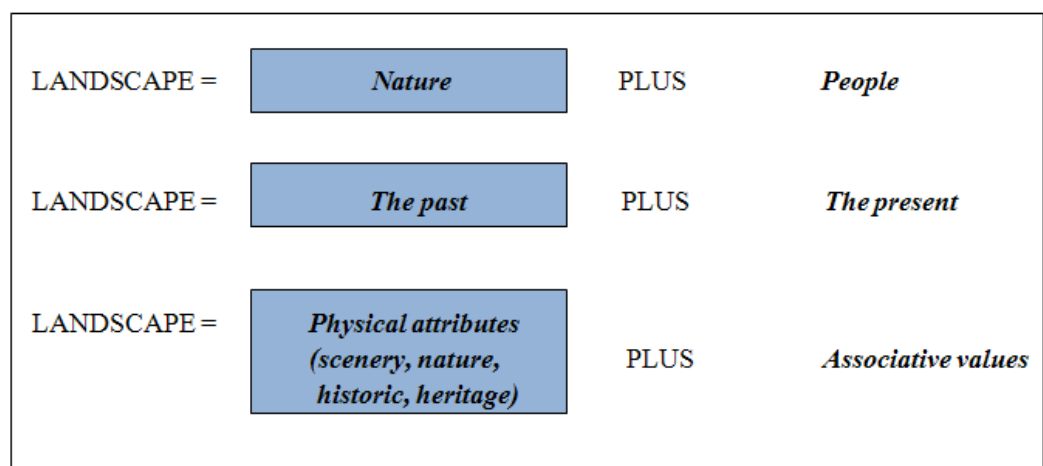 LANDSCAPE = Nature PLUS People
LANDSCAPE = The past PLUS The present
LANDSCAPE = Physical attributes
(scenery, nature,
historic, heritage)
PLUS Associative values